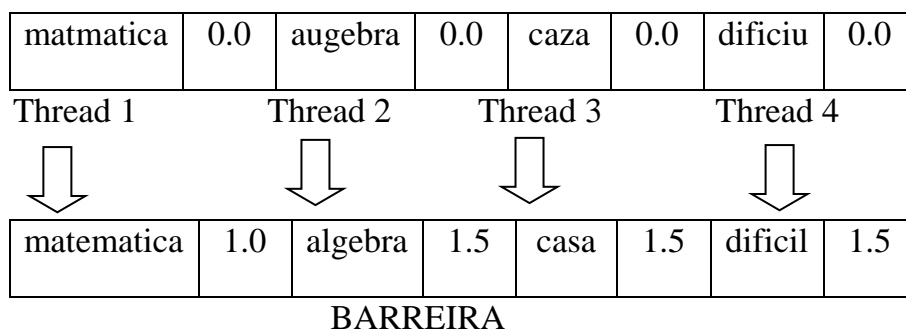 matmatica 0.0 augebra 0.0 caza 0.0 dificiu 0.0
Thread 1 Thread 2 Thread 3 Thread 4
matematica 1.0 algebra 1.5 casa 1.5 dificil 1.5
BARREIRA